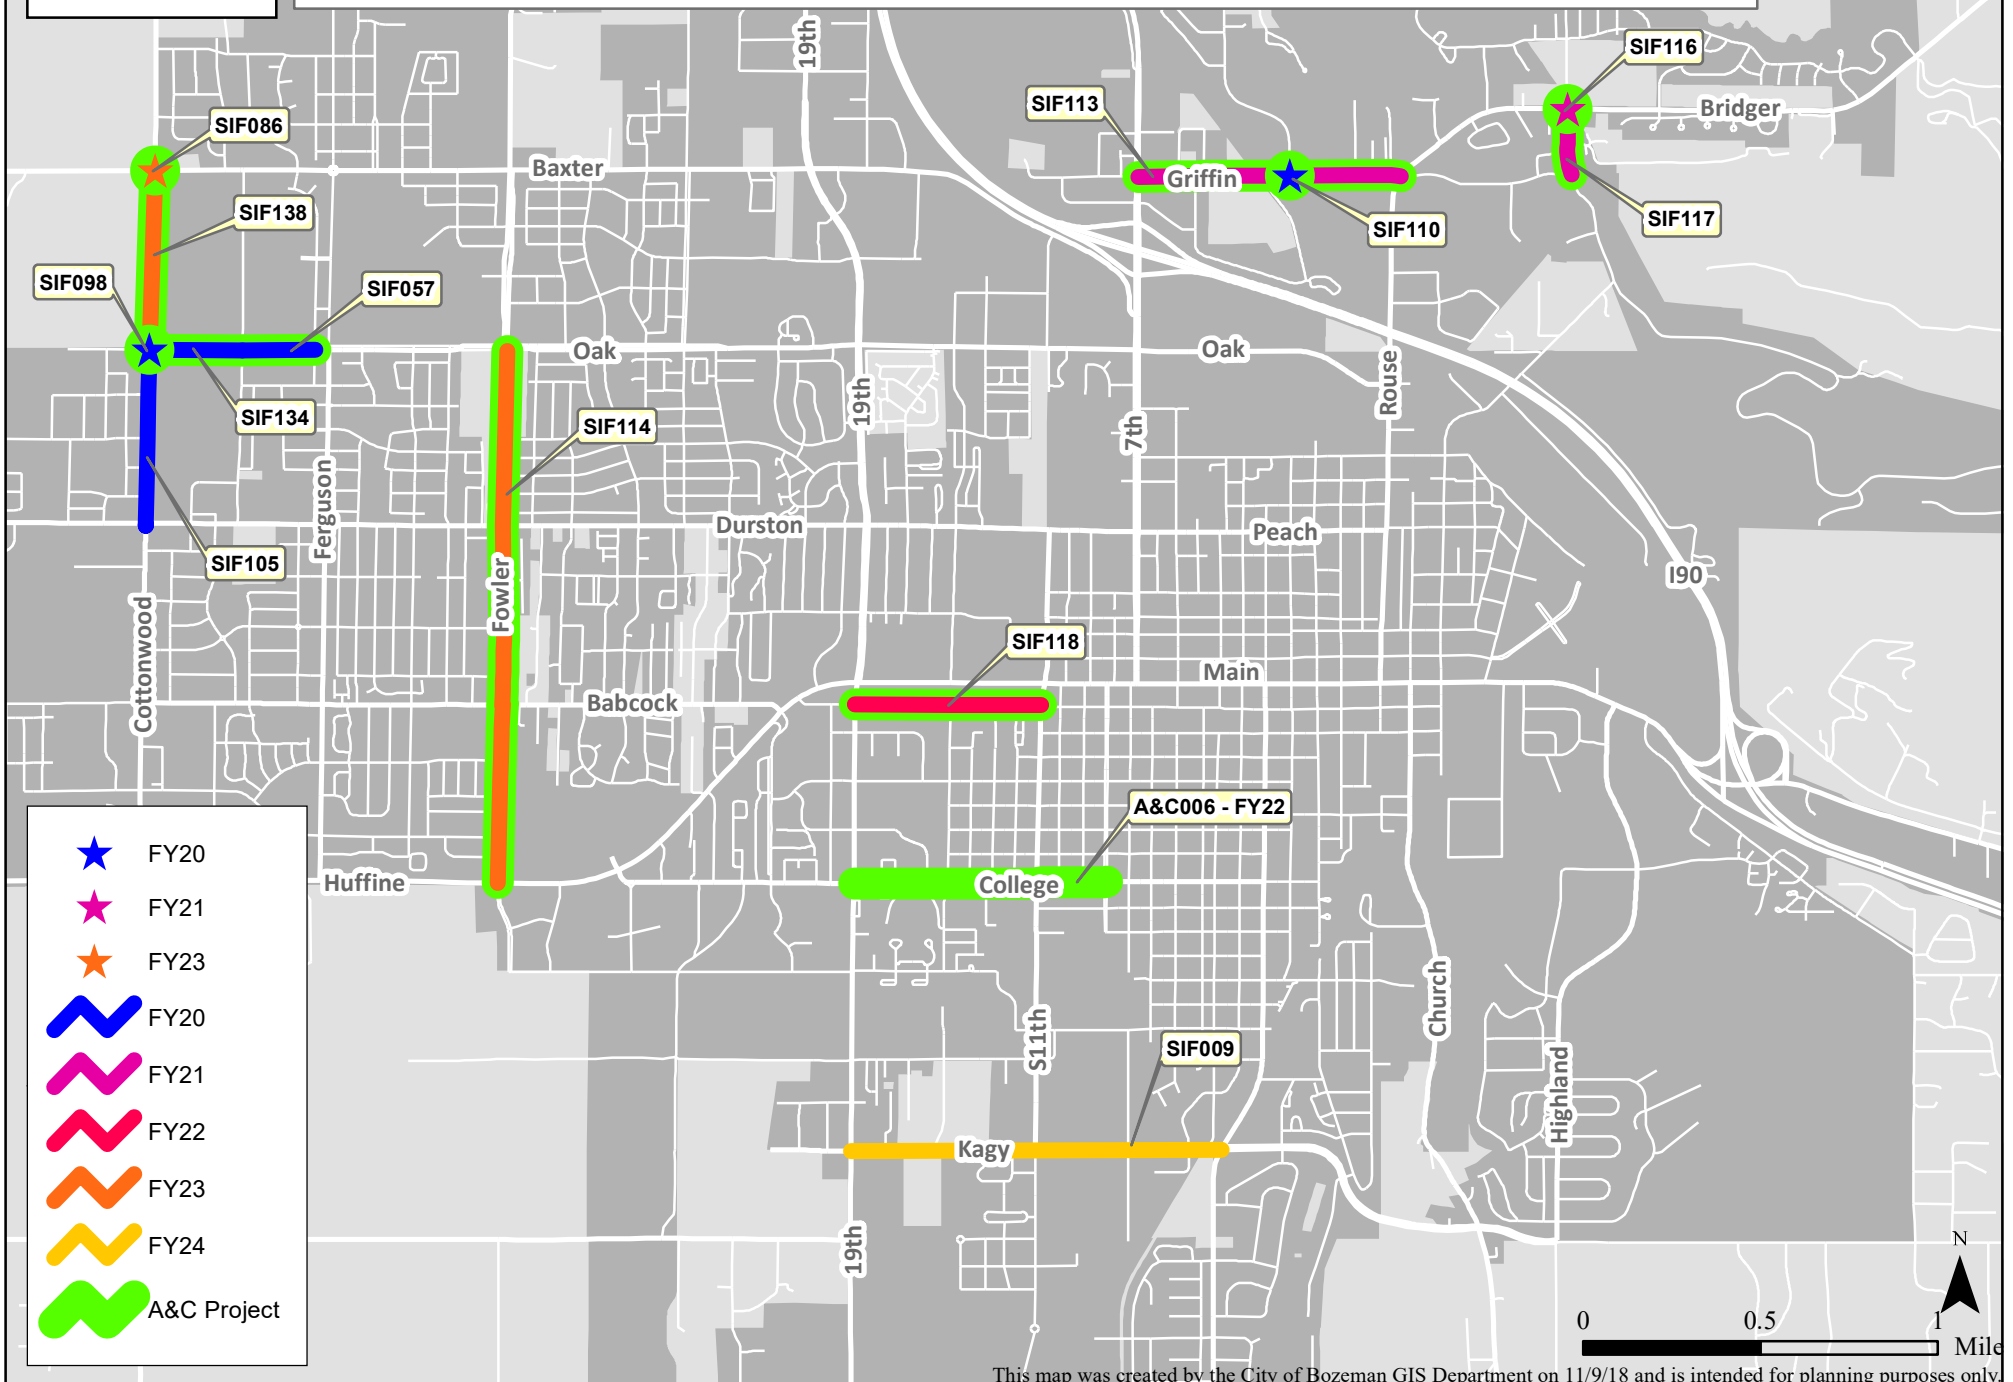 19th
SIF116
SIF113
Bridger
SIF086
Baxter
Griffin
SIF138
SIF117
SIF110
SIF098
SIF057
Oak
Oak
Rouse
19th
SIF134
SIF114
7th
Ferguson
Durston
Peach
SIF105
I90
Fowler
Cottonwood
SIF118
Main
Babcock
A&C006 - FY22
Huffine
College
Church
S11th
SIF009
Highland
Kagy
19th
FY20
FY21
FY23
FY20
FY21
FY22
FY23
FY24
A&C Project
N
0 0.5 1
Mile
This map was created by the City of Bozeman GIS Department on 11/9/18 and is intended for planning purposes only.